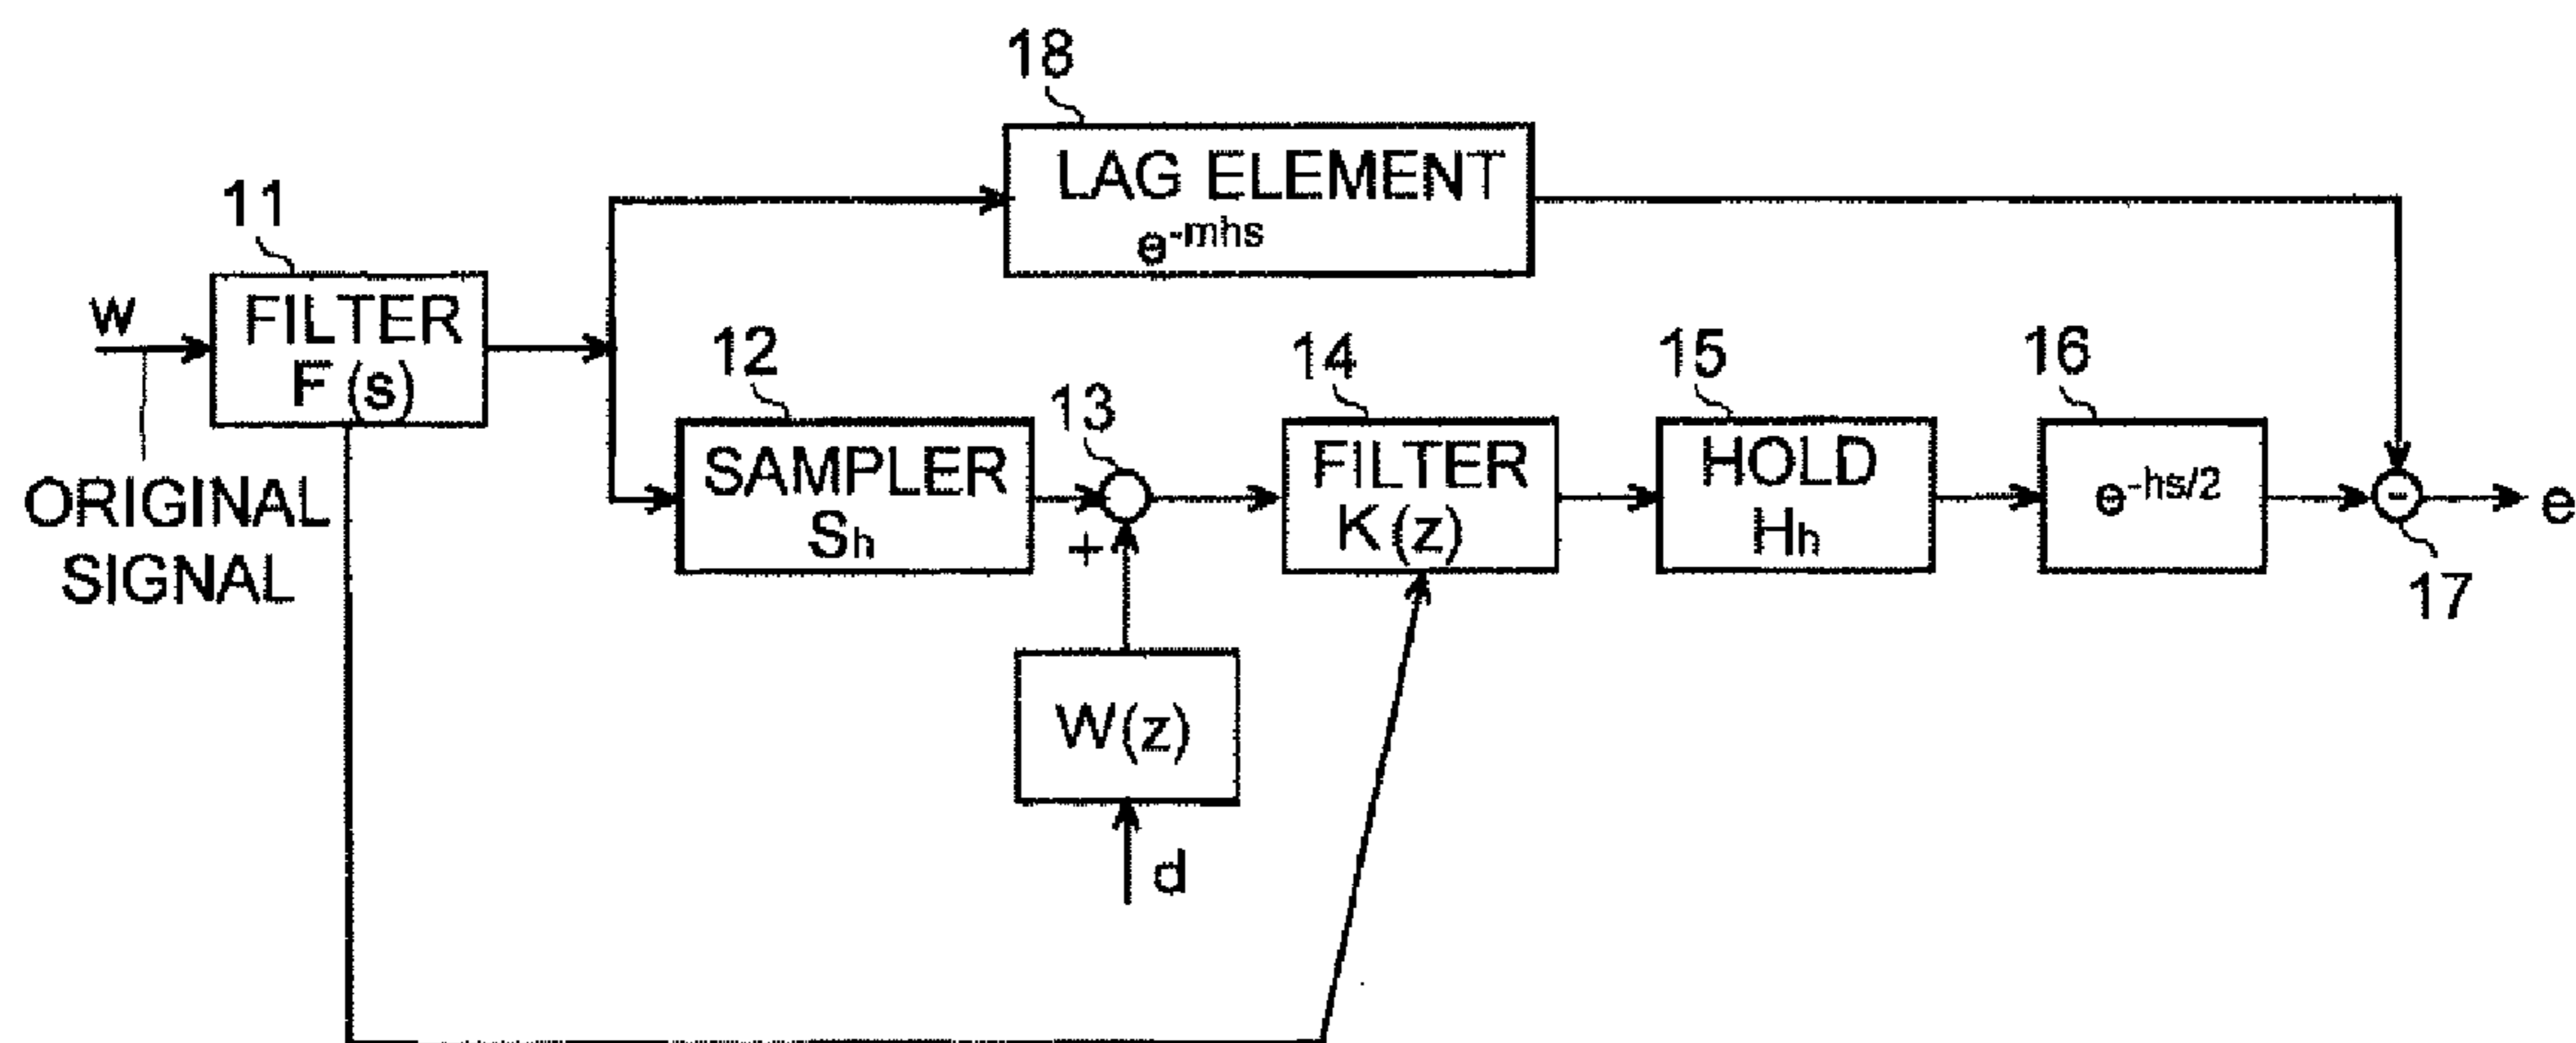 18
LAG ELEMENT
e-mhs
11
w
FILTER
F(s)
ORIGINAL
SIGNAL
12
SAMPLER
Sh
13
+
14
FILTER
K(z)
15
HOLD
Hh
16
e-hs/2
-
e
17
W(z)
d